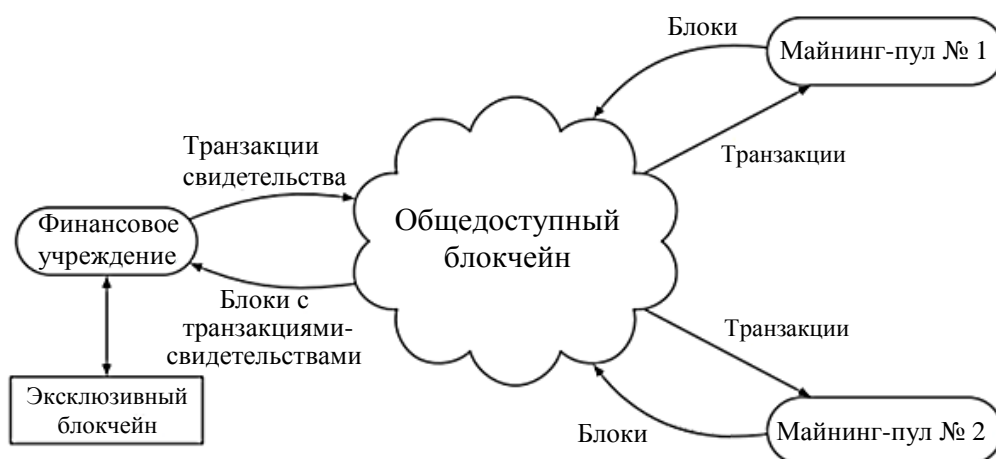 Блоки
Майнинг-пул № 1
Транзакции
Транзакции
свидетельства
Финансовое
учреждение
Общедоступный
блокчейн
Блоки с
транзакциями-
свидетельствами
Транзакции
Эксклюзивный
блокчейн
Блоки
Майнинг-пул № 2